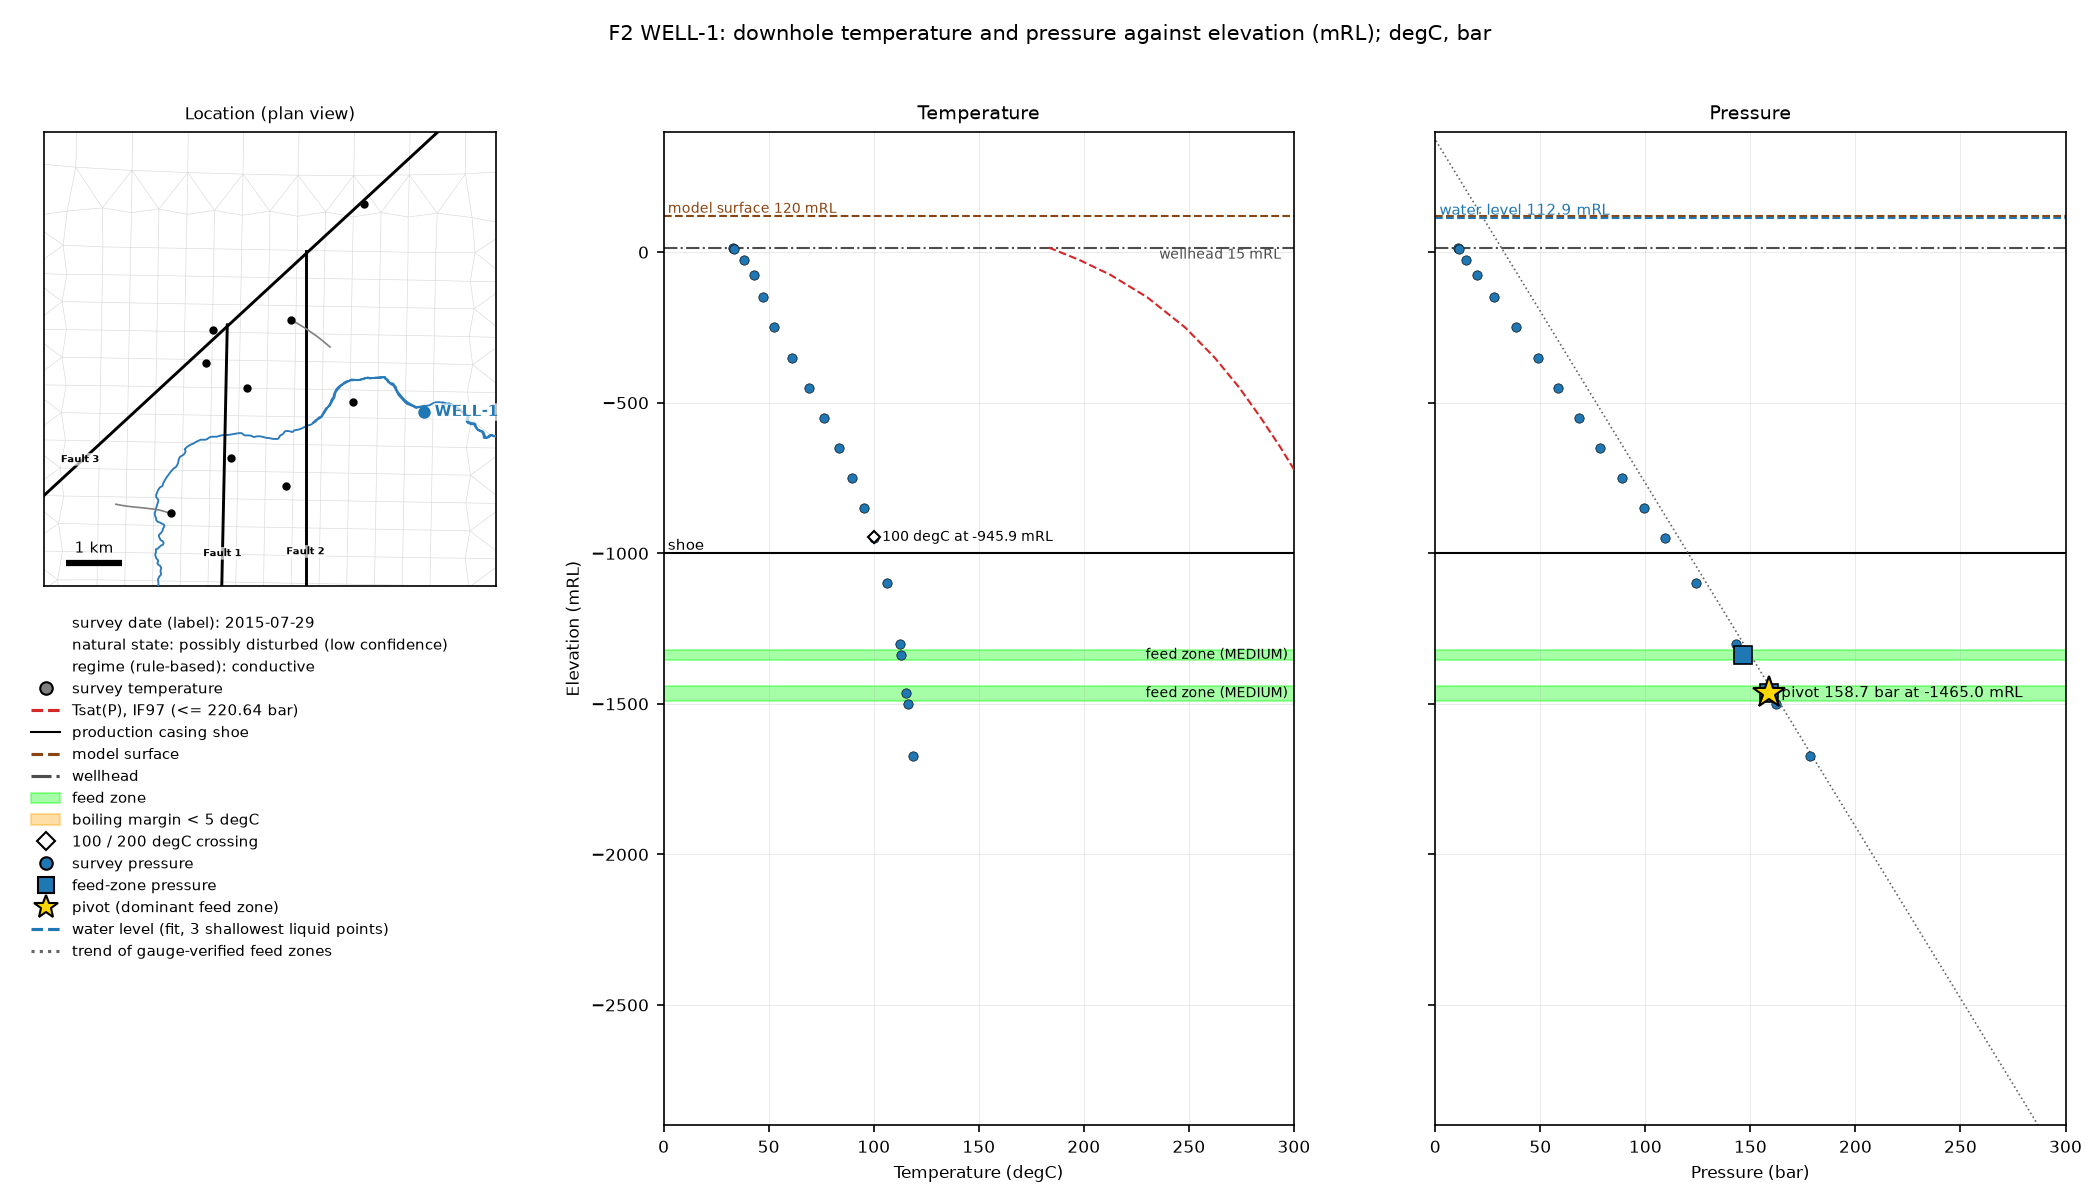 F2 WELL-1: downhole temperature and pressure against elevation (mRL); degC, bar
Location (plan view)
WELL-1
Fault 3
Fault 1
Fault 2
1 km
survey date (label): 2015-07-29
natural state: possibly disturbed (low confidence)
regime (rule-based): conductive
survey temperature
Tsat(P), IF97 (<= 220.64 bar)
production casing shoe
model surface
wellhead
feed zone
boiling margin < 5 degC
100 / 200 degC crossing
survey pressure
feed-zone pressure
pivot (dominant feed zone)
water level (fit, 3 shallowest liquid points)
trend of gauge-verified feed zones
Temperature
model surface 120 mRL
wellhead 15 mRL
100 degC at -945.9 mRL
shoe
feed zone (MEDIUM)
feed zone (MEDIUM)
Elevation (mRL)
0
−500
−1000
−1500
−2000
−2500
0 50 100 150 200 250 300
Temperature (degC)
Pressure
water level 112.9 mRL
pivot 158.7 bar at -1465.0 mRL
0 50 100 150 200 250 300
Pressure (bar)